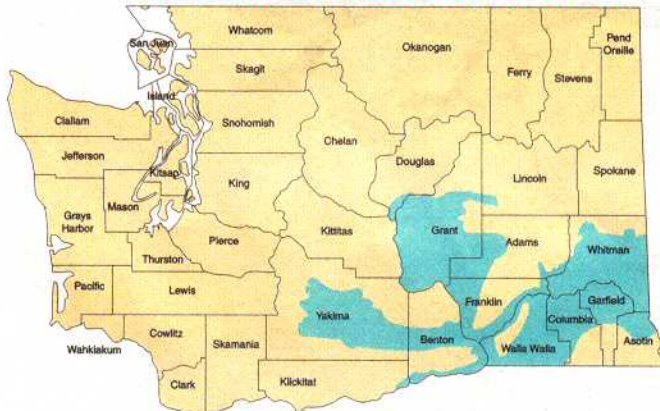 Whatcom
San Juan
Okanogan
Pend
Oreille
Ferry
Stevens
Skagit
Island
Clallam
Snohomish
Chelan
Douglas
Jefferson
Kitsap
Lincoln
Spokane
King
Mason
Grays
Harbor
Kittitas
Grant
Adams
Pierce
Whitman
Thurston
Pacific
Lewis
Yakima
Franklin
Garfield
Columbia
Cowlitz
Benton
Walla Walla
Asotin
Wahkiakum
Skamania
Clark
Klickitat